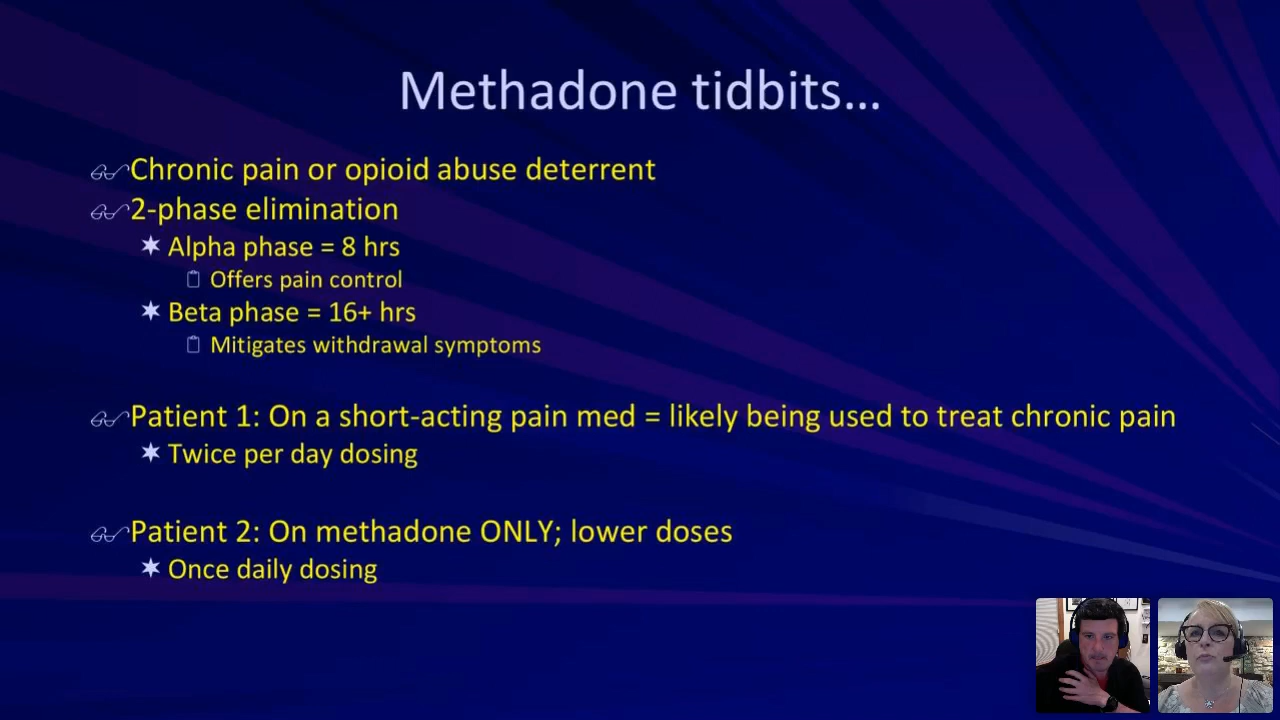 Methadone tidbits...
Chronic pain or opioid abuse deterrent
2-phase elimination
Alpha phase = 8 hrs
Offers pain control
Beta phase = 16+ hrs
Mitigates withdrawal symptoms
Patient 1: On a short-acting pain med = likely being used to treat chronic pain
Twice per day dosing
Patient 2: On methadone ONLY; lower doses
Once daily dosing